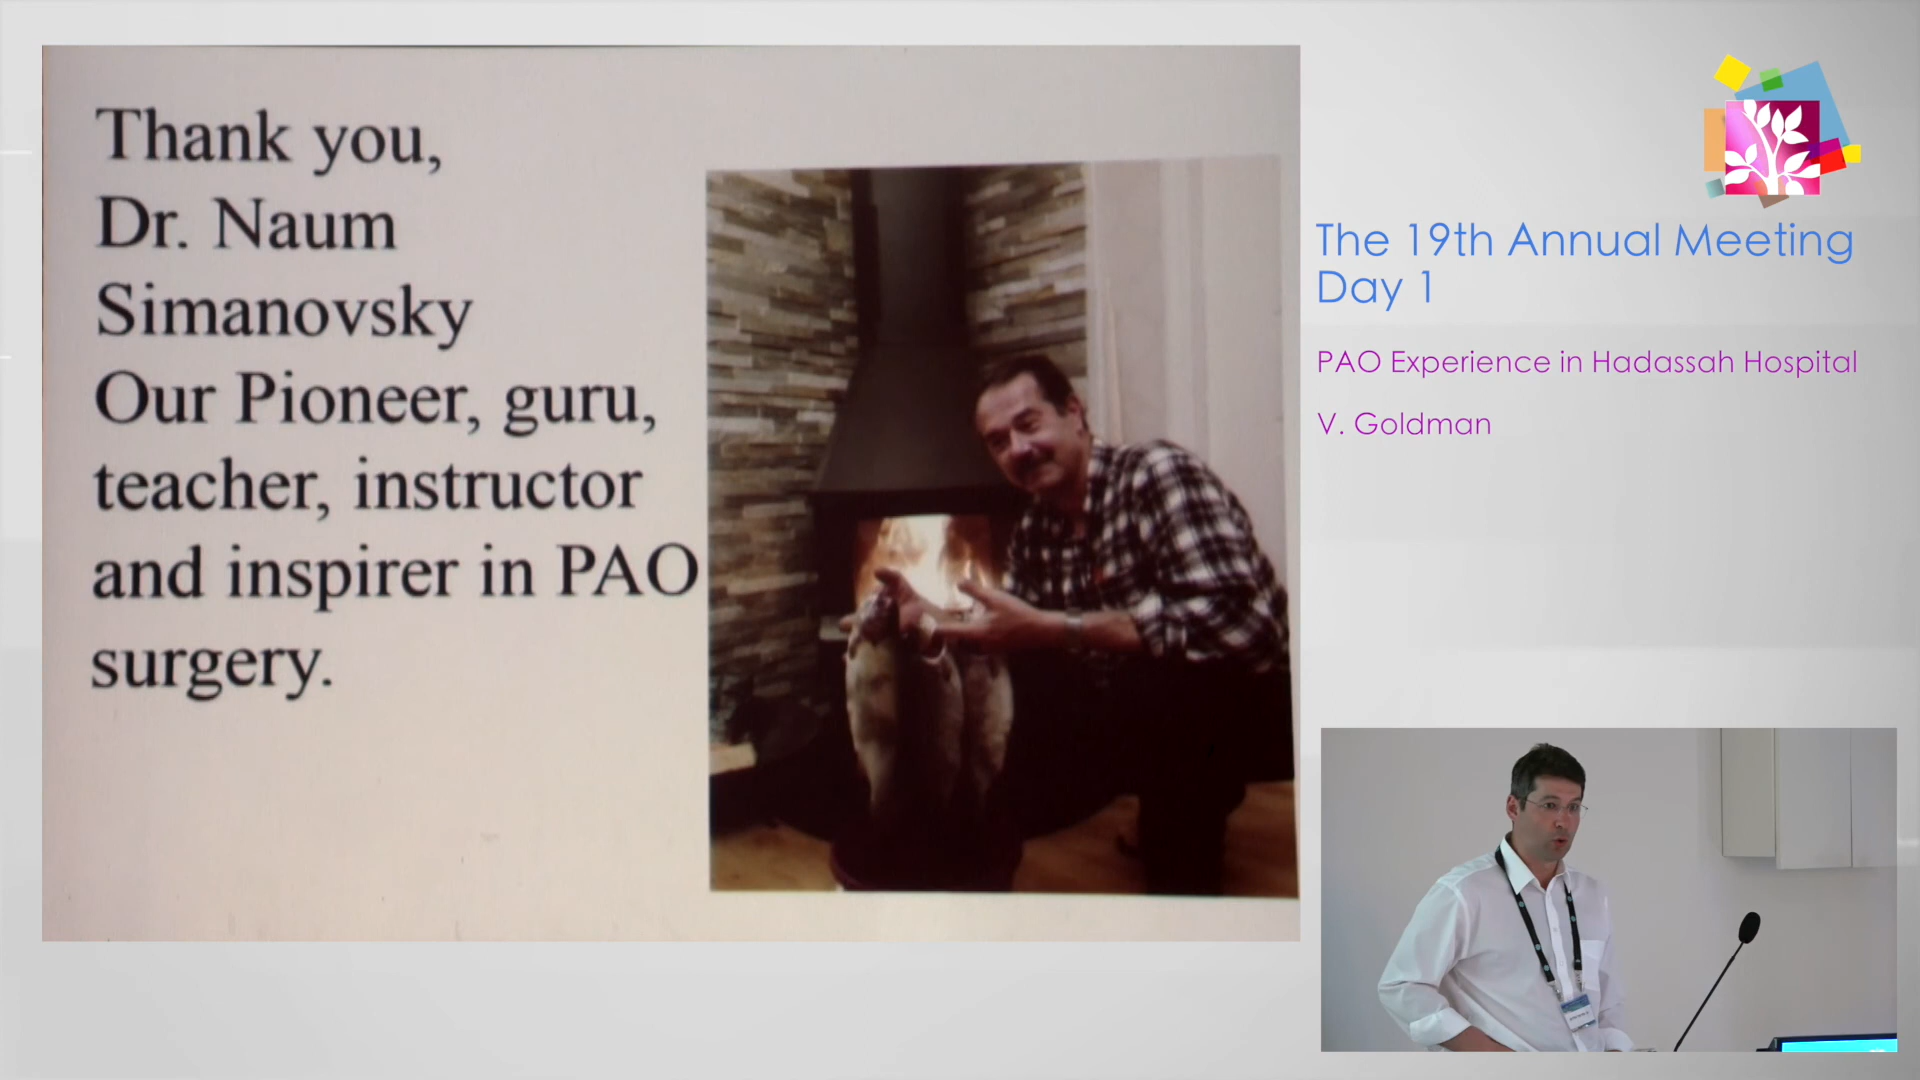 Thank you,
Dr. Naum
Simanovsky
Our Pioneer, guru,
teacher, instructor
and inspirer in PAO
surgery.
The 19th Annual Meeting
Day 1
PAO Experience in Hadassah Hospital
V. Goldman